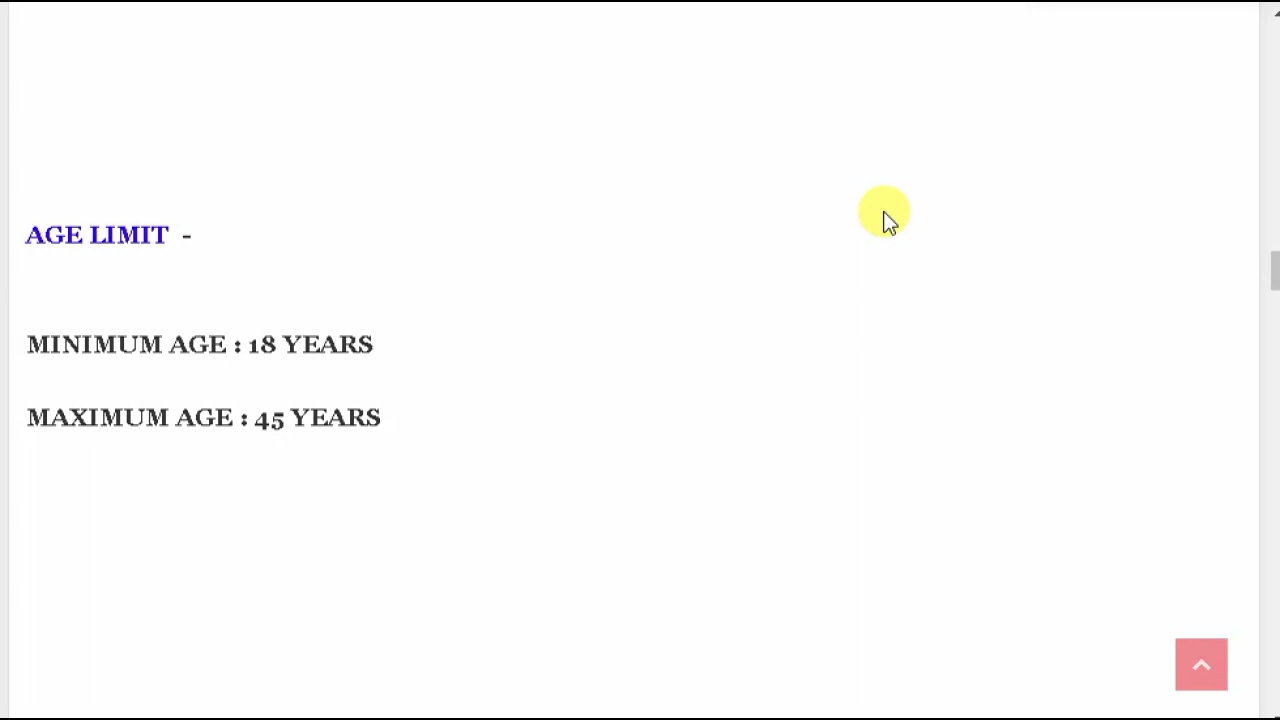 AGE LIMIT -
MINIMUM AGE : 18 YEARS
MAXIMUM AGE : 45 YEARS